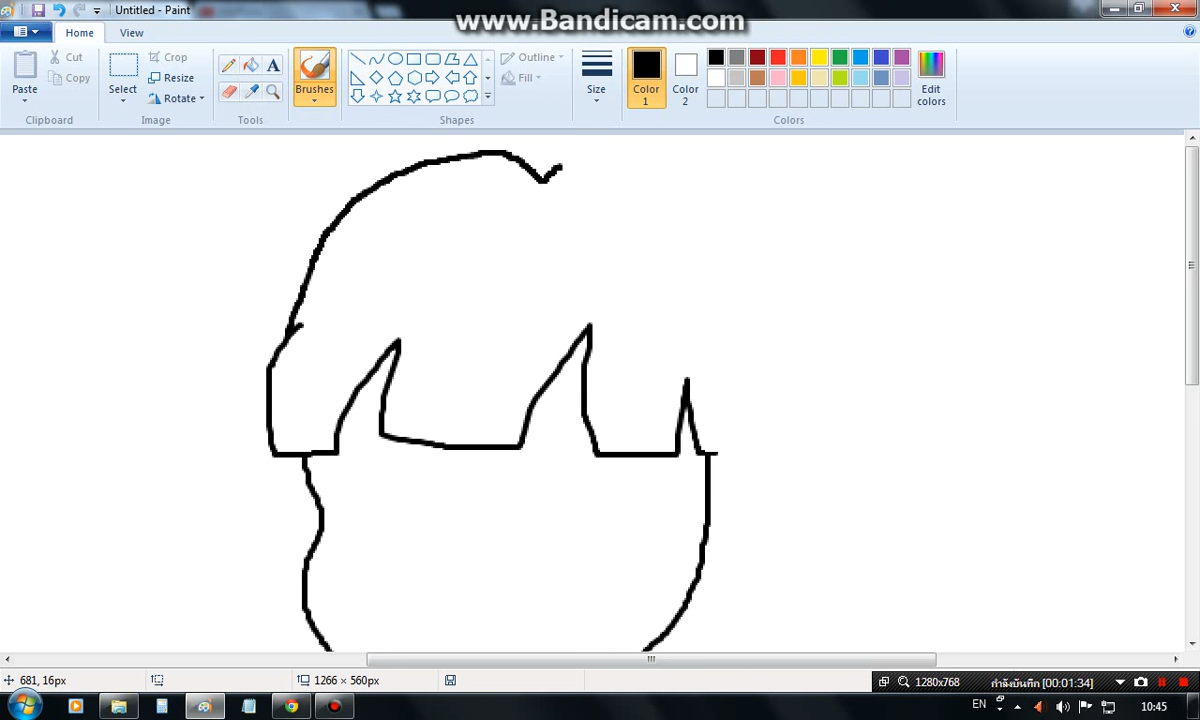 Untitled - Paint
www.Bandicam.com
Home
View
Paste
Cut
Copy
Clipboard
Select
Crop
Resize
Rotate
Image
A
Tools
Brushes
Outline
Fill
Shapes
Size
Color 1
Color 2
Edit colors
Colors
681, 16px
1266 × 560px
1280x768
กำลังบันทึก [00:01:34]
EN
10:45